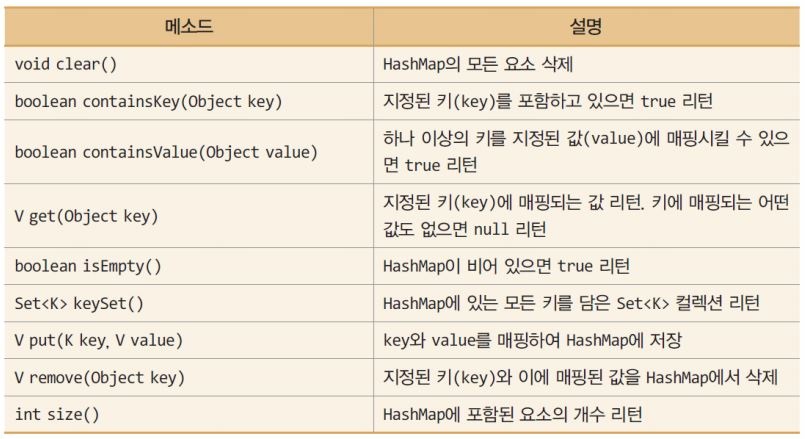 메소드 설명
void clear() HashMap의 모든 요소 삭제
boolean containsKey(Object key) 지정된 키(key)를 포함하고 있으면 true 리턴
boolean containsValue(Object value) 하나 이상의 키를 지정된 값(value)에 매핑시킬 수 있으
면 true 리턴
V get(Object key) 지정된 키(key)에 매핑되는 값 리턴. 키에 매핑되는 어떤
값도 없으면 null 리턴
boolean isEmpty() HashMap이 비어 있으면 true 리턴
Set<K> keySet() HashMap에 있는 모든 키를 담은 Set<K> 컬렉션 리턴
V put(K key, V value) key와 value를 매핑하여 HashMap에 저장
V remove(Object key) 지정된 키(key)와 이에 매핑된 값을 HashMap에서 삭제
int size() HashMap에 포함된 요소의 개수 리턴